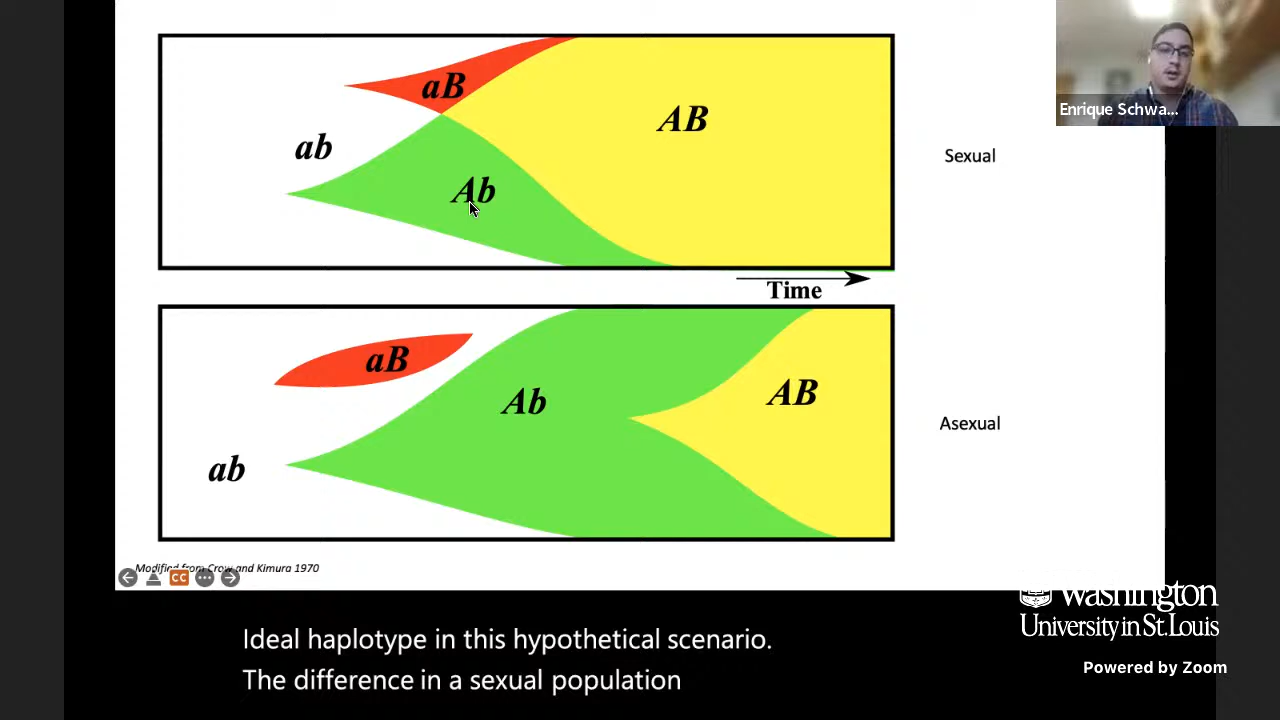 aB
AB
ab
Ab
Sexual
Time
aB
Ab
AB
ab
Asexual
Modified from Crow and Kimura 1970
CC
Enrique Schwa...
Ideal haplotype in this hypothetical scenario.
The difference in a sexual population
Washington
University in St. Louis
Powered by Zoom